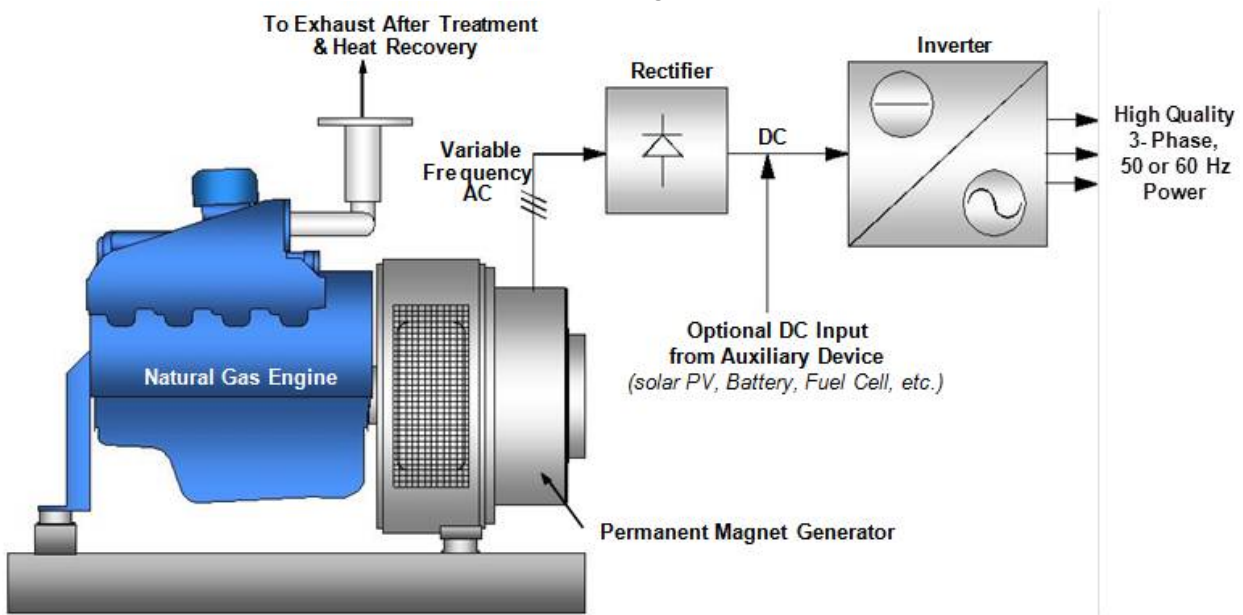 To Exhaust After Treatment
& Heat Recovery
Inverter
Rectifier
Variable
Frequency
AC
DC
High Quality
3- Phase,
50 or 60 Hz
Power
Optional DC Input
from Auxiliary Device
(solar PV, Battery, Fuel Cell, etc.)
Natural Gas Engine
Permanent Magnet Generator